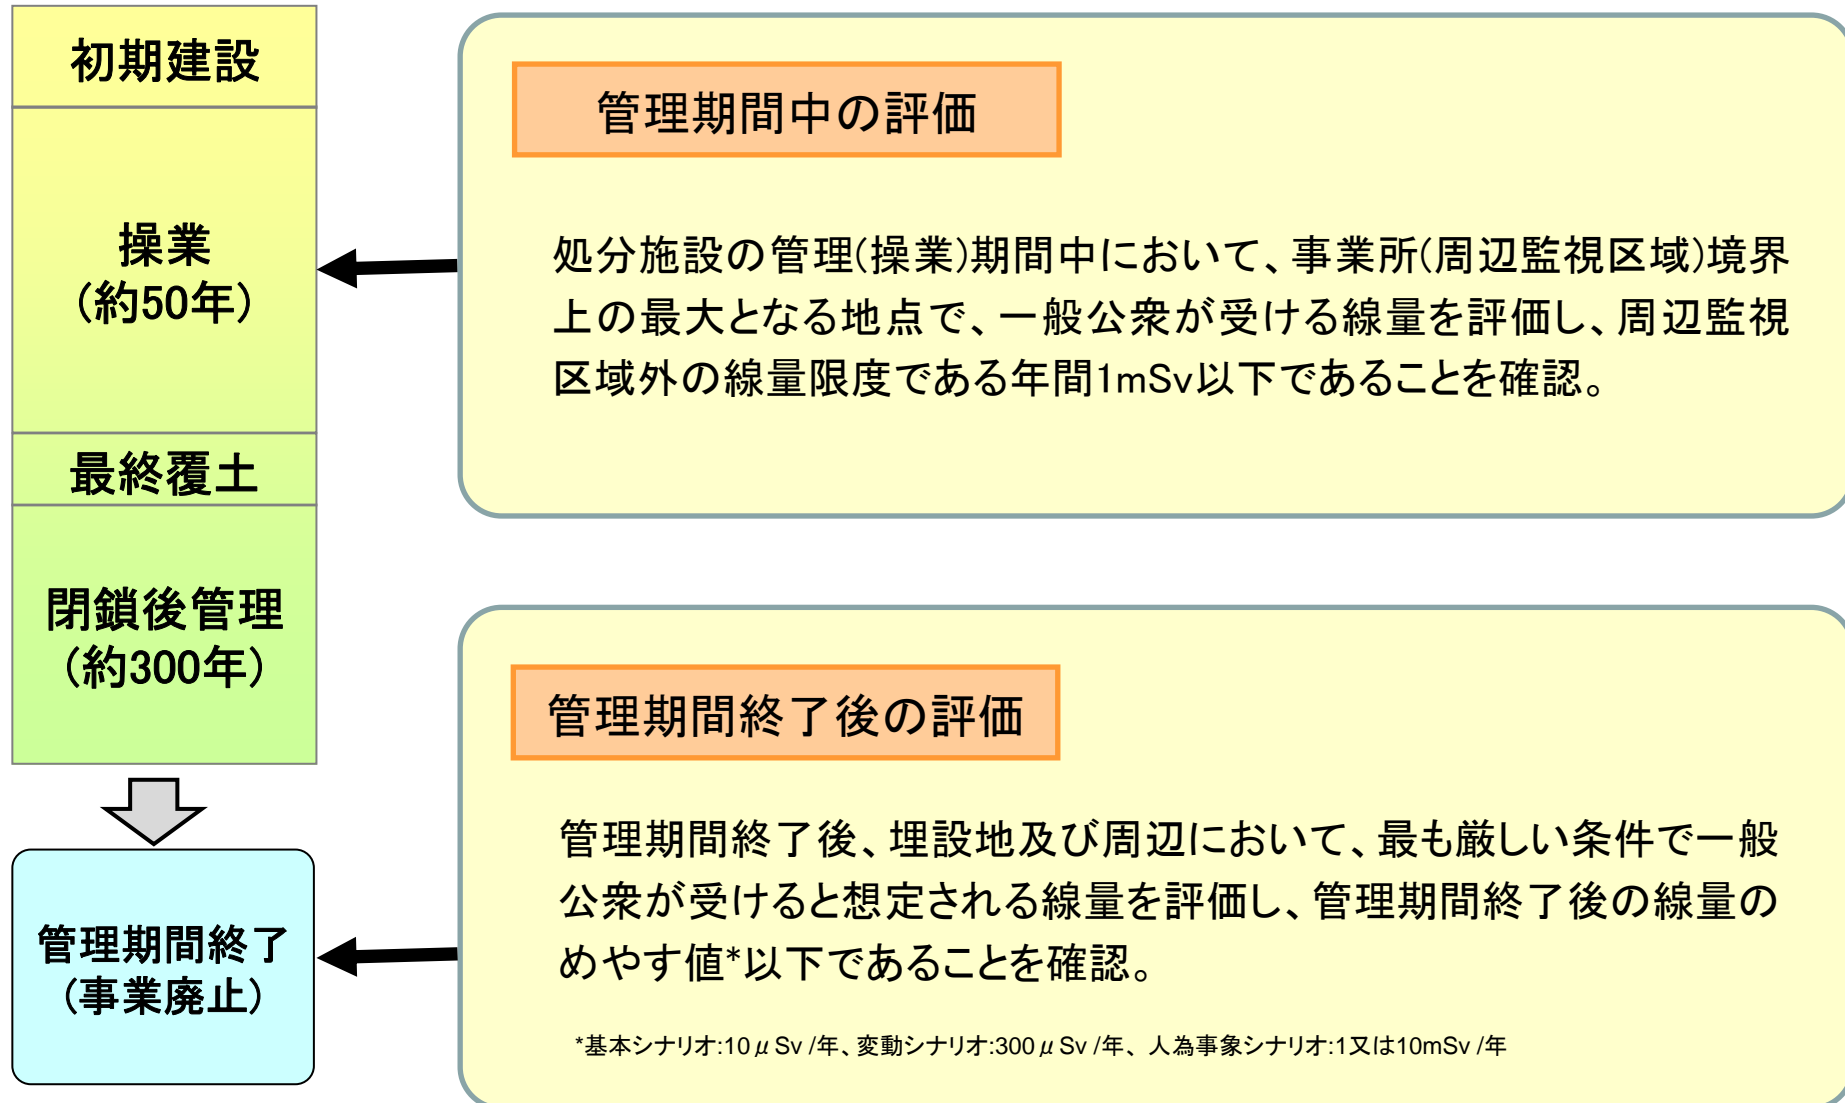 初期建設
操業
(約50年)
最終覆土
閉鎖後管理
(約300年)
管理期間終了
(事業廃止)
管理期間中の評価
処分施設の管理(操業)期間中において、事業所(周辺監視区域)境界
上の最大となる地点で、一般公衆が受ける線量を評価し、周辺監視
区域外の線量限度である年間1mSv以下であることを確認。
管理期間終了後の評価
管理期間終了後、埋設地及び周辺において、最も厳しい条件で一般
公衆が受けると想定される線量を評価し、管理期間終了後の線量の
めやす値*以下であることを確認。
*基本シナリオ:10μSv/年、変動シナリオ:300μSv/年、人為事象シナリオ:1又は10mSv/年